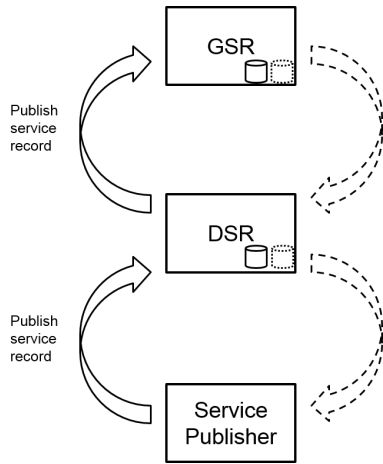 GSR
Publish
service
record
DSR
Publish
service
record
Service
Publisher